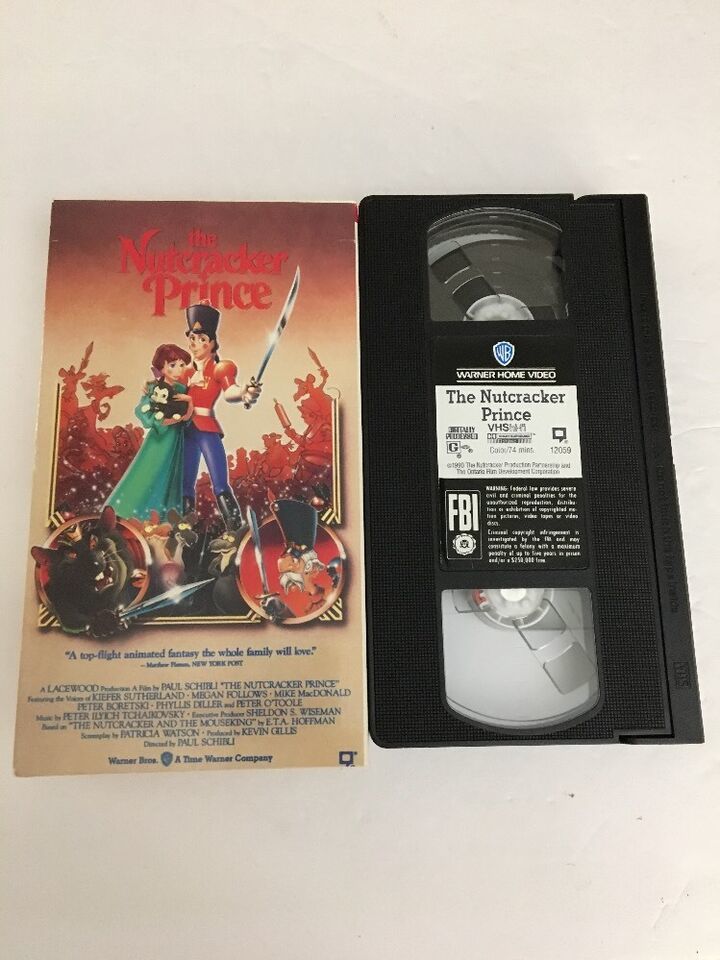 the
Nutcracker
Prince
"A top-flight animated fantasy the whole family will love."
— Matthew Flamm, NEW YORK POST
A LACEWOOD Production A Film by PAUL SCHIBLI "THE NUTCRACKER PRINCE"
Featuring the Voices of KIEFER SUTHERLAND · MEGAN FOLLOWS · MIKE MacDONALD
PETER BORETSKI · PHYLLIS DILLER and PETER O'TOOLE
Music by PETER ILYICH TCHAIKOVSKY · Executive Producer SHELDON S. WISEMAN
Based on "THE NUTCRACKER AND THE MOUSEKING" by E.T.A. HOFFMAN
Screenplay by PATRICIA WATSON · Produced by KEVIN GILLIS
Directed by PAUL SCHIBLI
Warner Bros. WB A Time Warner Company
WB
WARNER HOME VIDEO
The Nutcracker
Prince
VHS hi-fi
DIGITALLY
PROCESSED
G
Color/74 mins. 12059
©1990 The Nutcracker Production Partnership and
The Ontario Film Development Corporation
FBI
WARNING: Federal law provides severe
civil and criminal penalties for the
unauthorized reproduction, distribu-
tion or exhibition of copyrighted mo-
tion pictures, video tapes or video
discs.
Criminal copyright infringement is
investigated by the FBI and may
constitute a felony with a maximum
penalty of up to five years in prison
and/or a $250,000 fine.
VHS